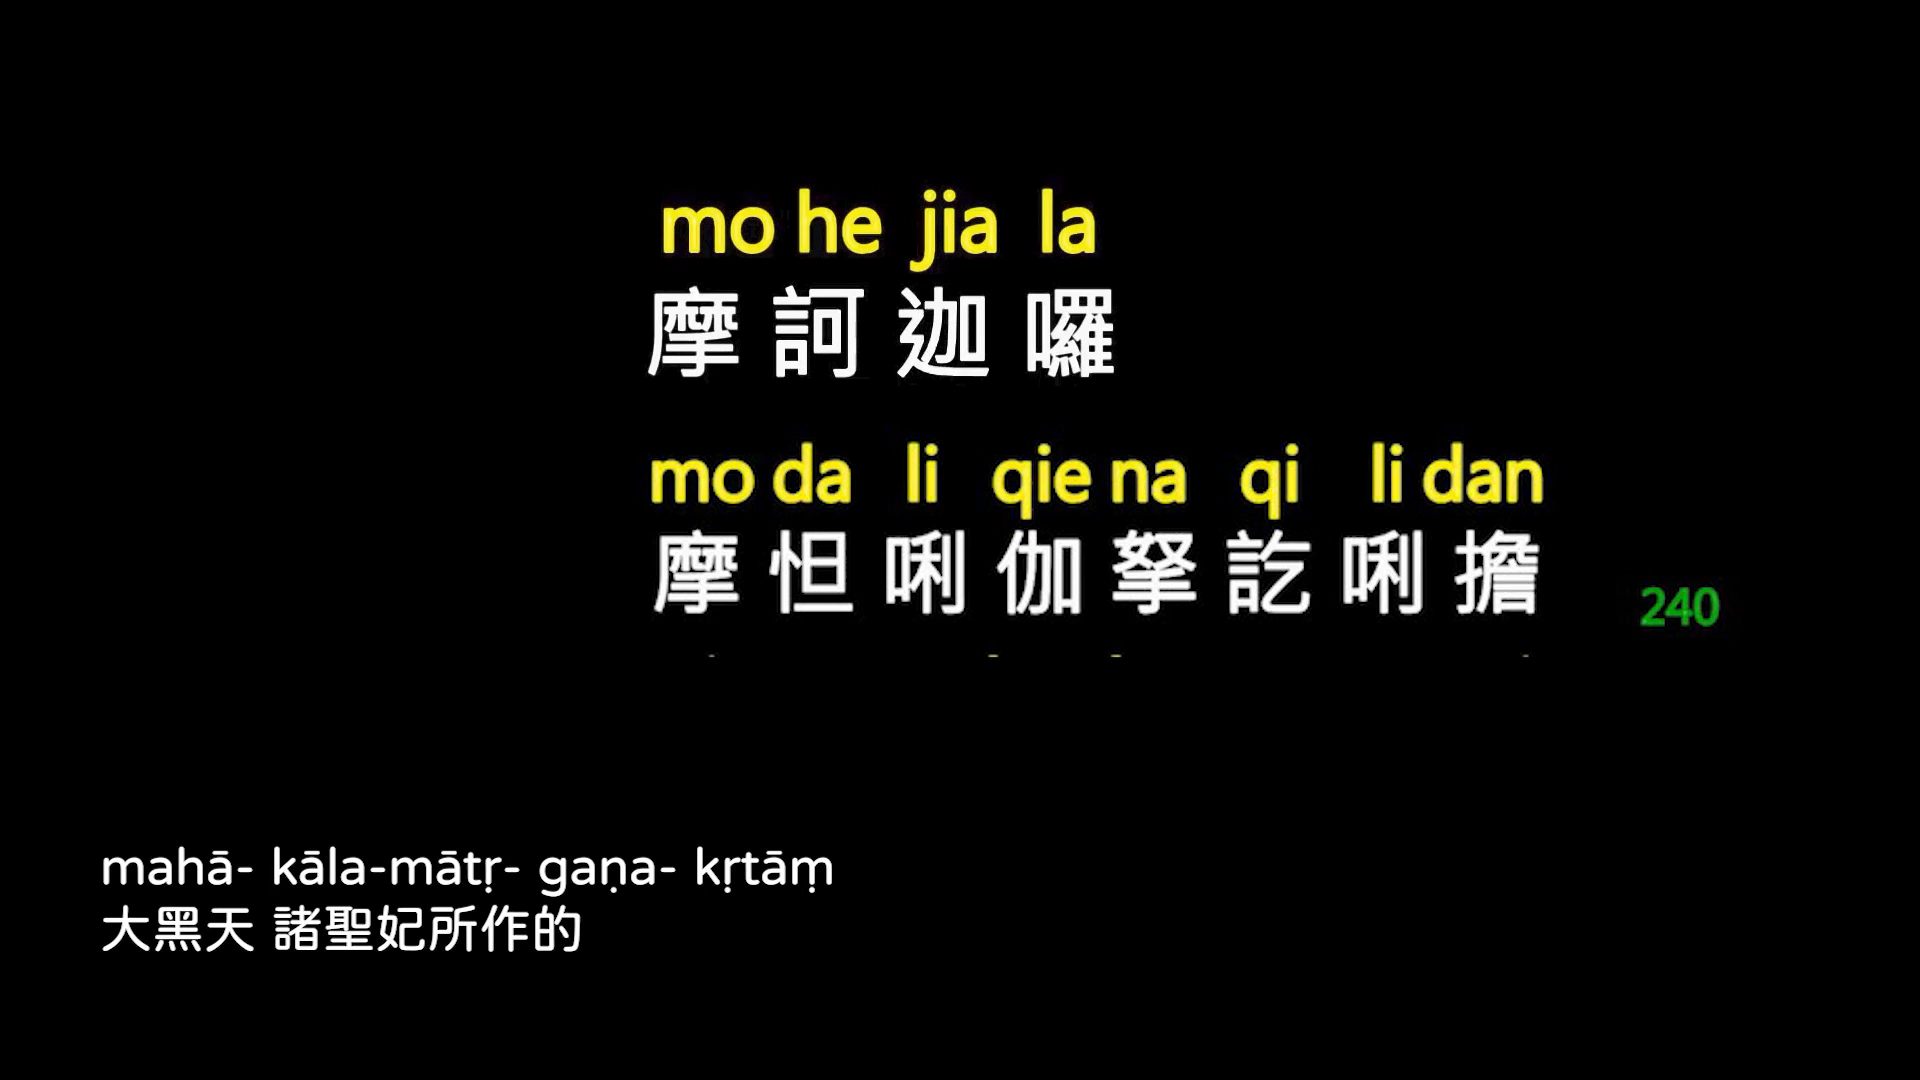 mo he jia la
摩 訶 迦 囉
mo da li qie na qi li dan
摩 怛 唎 伽 拏 訖 唎 擔
240
mahā- kāla-mātṛ- gaṇa- kṛtāṃ
大黑天 諸聖妃所作的